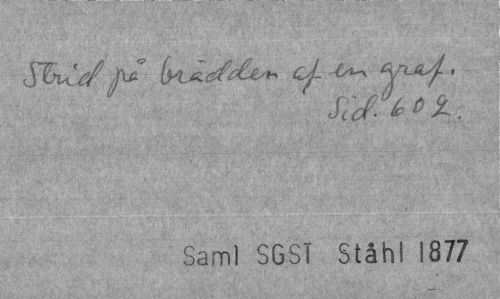 Strid på brädden af en graf.
Sid. 602.
Saml SGST Ståhl 1877